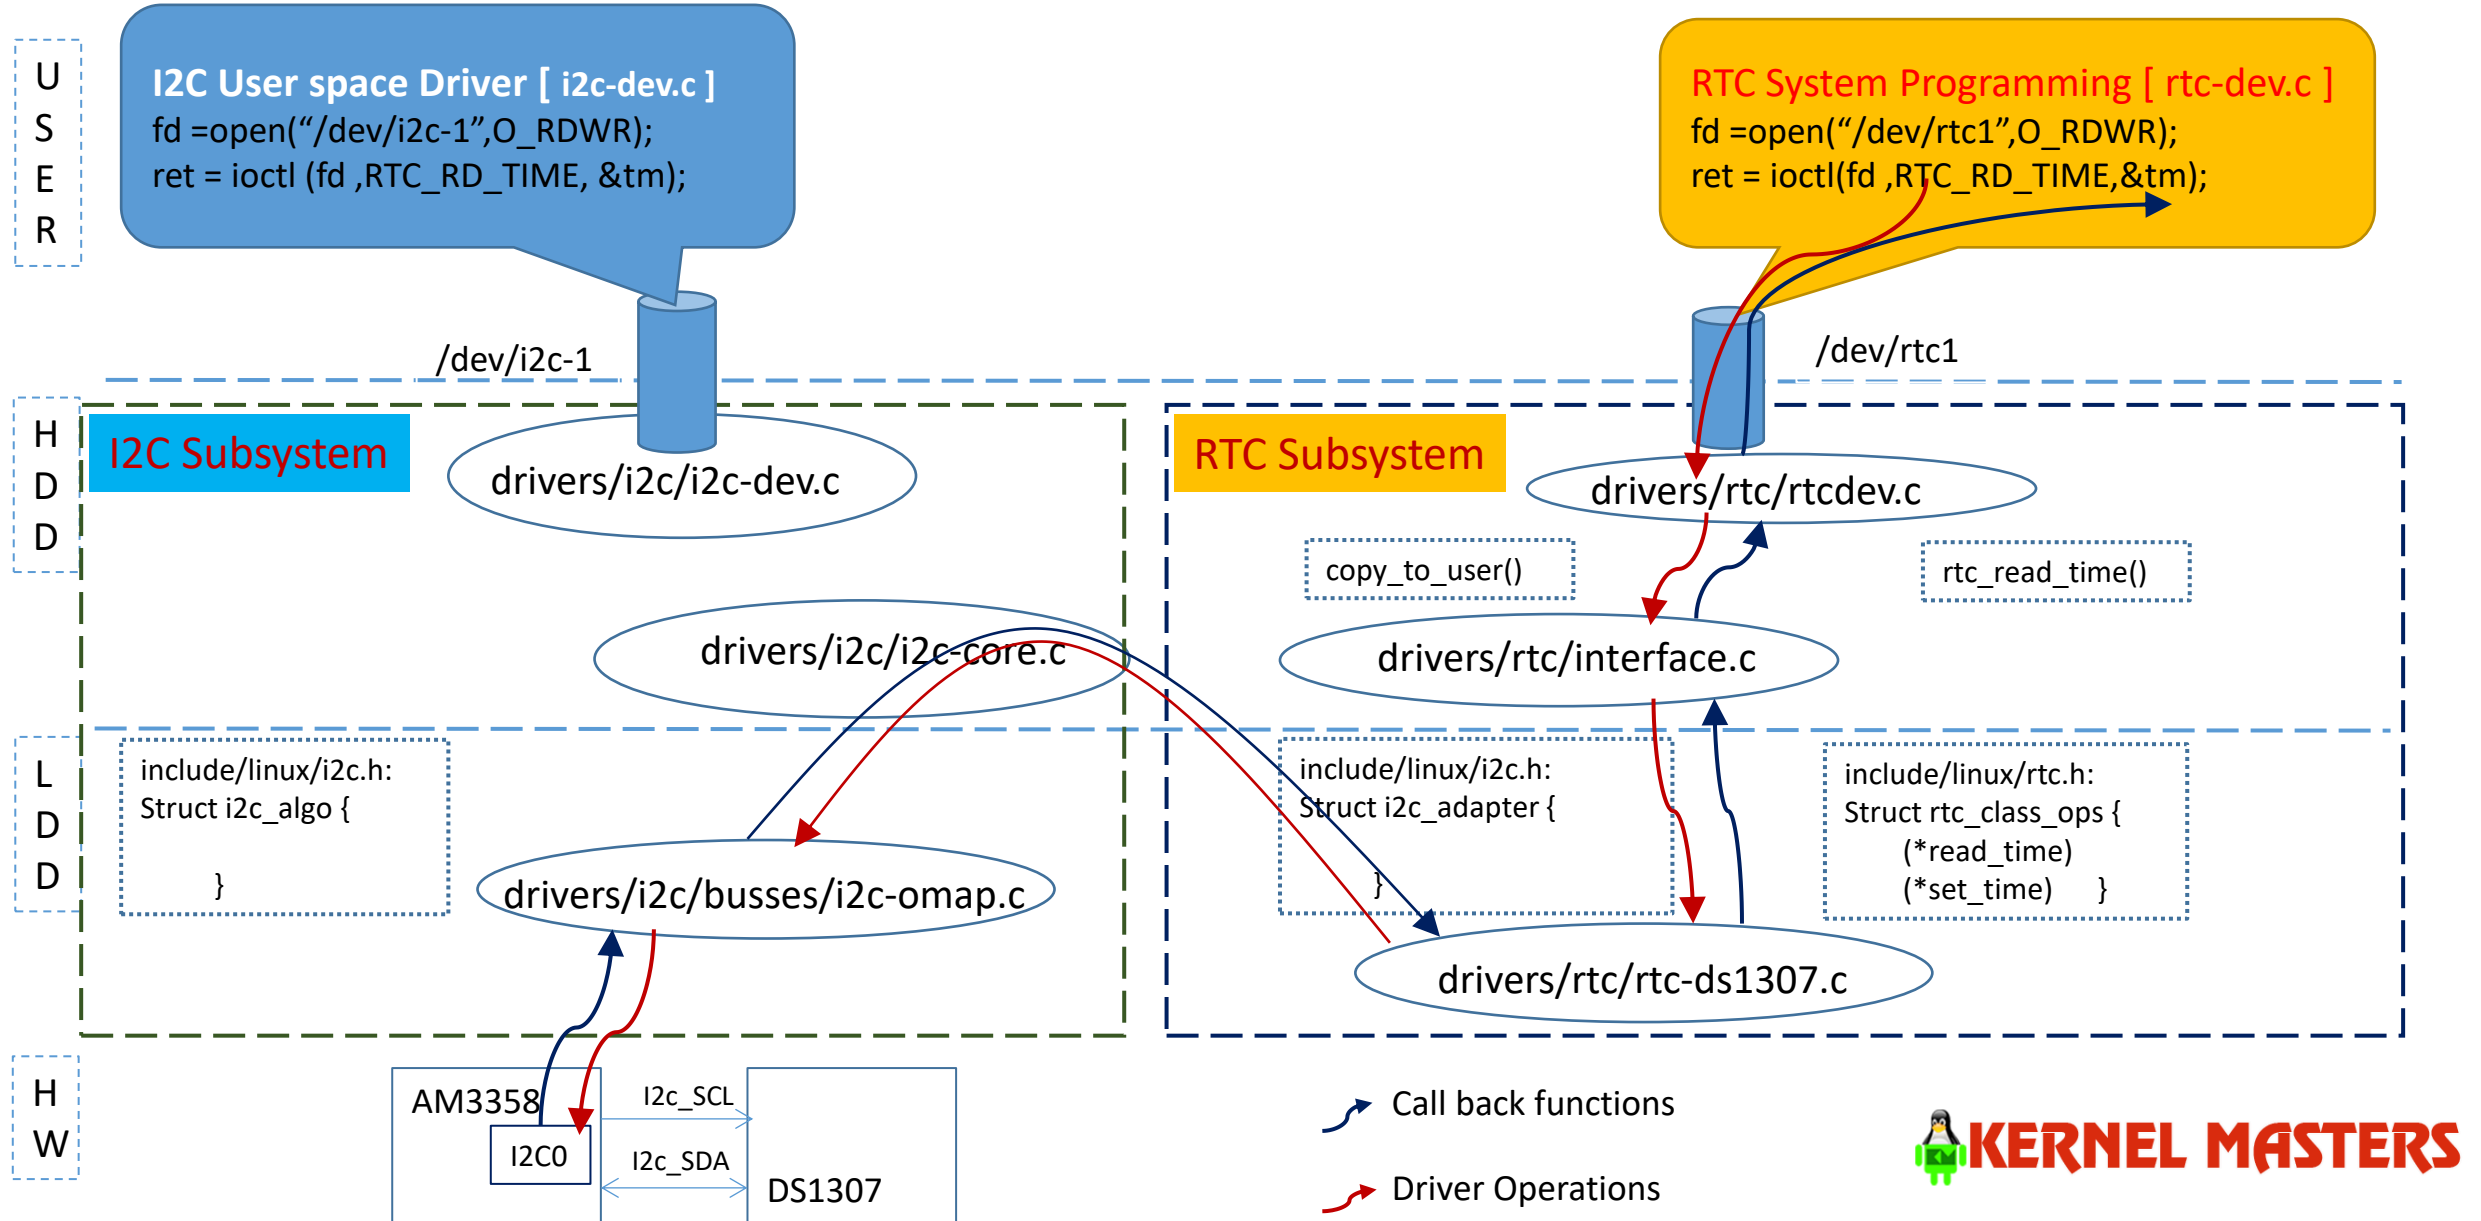 U
S
E
R
I2C User space Driver [ i2c-dev.c ]
fd =open(“/dev/i2c-1”,O_RDWR);
ret = ioctl (fd ,RTC_RD_TIME, &tm);
RTC System Programming [ rtc-dev.c ]
fd =open(“/dev/rtc1”,O_RDWR);
ret = ioctl(fd ,RTC_RD_TIME,&tm);
/dev/i2c-1
/dev/rtc1
H
D
D
I2C Subsystem
drivers/i2c/i2c-dev.c
RTC Subsystem
drivers/rtc/rtcdev.c
copy_to_user()
rtc_read_time()
drivers/i2c/i2c-core.c
drivers/rtc/interface.c
L
D
D
include/linux/i2c.h:
Struct i2c_algo {
}
drivers/i2c/busses/i2c-omap.c
include/linux/i2c.h:
Struct i2c_adapter {
}
include/linux/rtc.h:
Struct rtc_class_ops {
(*read_time)
(*set_time) }
drivers/rtc/rtc-ds1307.c
H
W
AM3358
I2C0
I2c_SCL
I2c_SDA
DS1307
Call back functions
Driver Operations
KM
KERNEL MASTERS